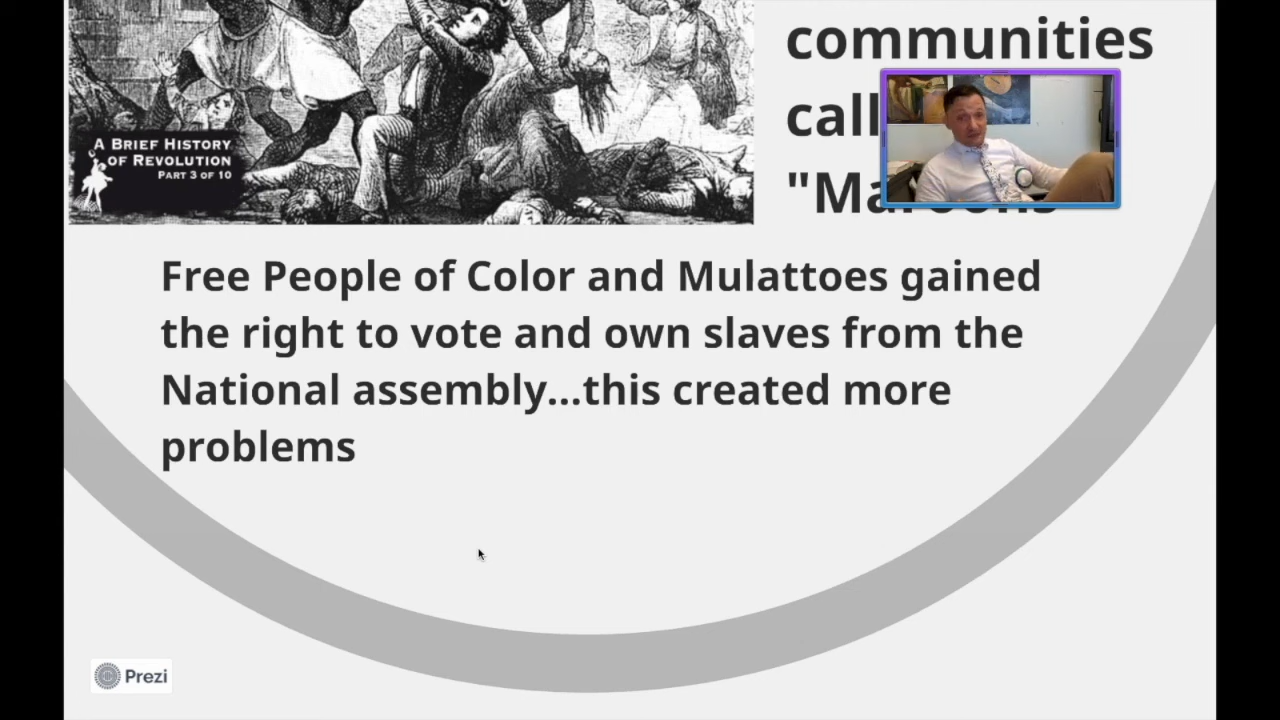 communities
call
"Maroons
A BRIEF HISTORY
OF REVOLUTION
PART 3 OF 10
Free People of Color and Mulattoes gained
the right to vote and own slaves from the
National assembly...this created more
problems
Prezi